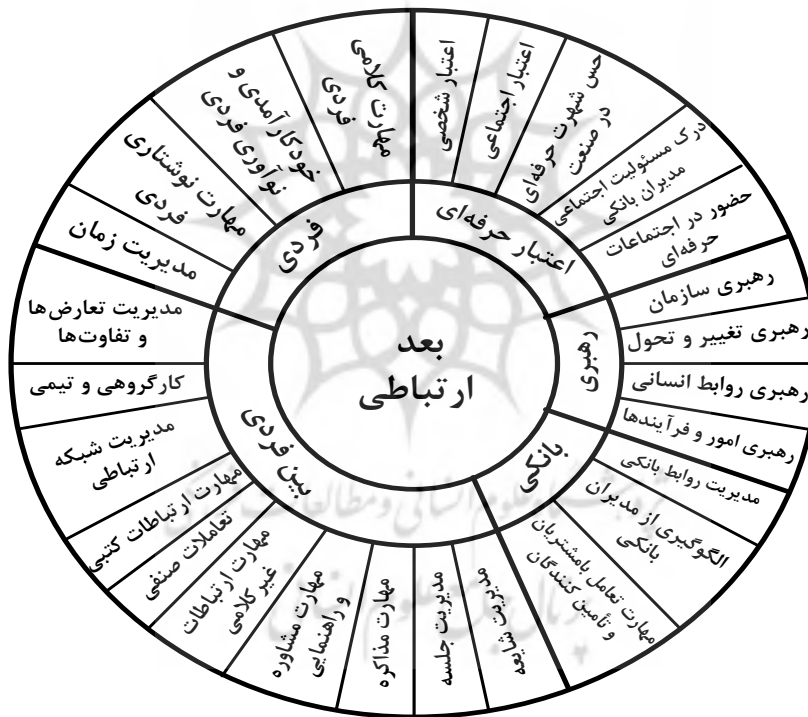 بعد
ارتباطی
اعتبار حرفه‌ای
رهبری
بانکی
بین فردی
فردی
اعتبار شخصی
اعتبار اجتماعی
حس شهرت حرفه‌ای
در صنعت
درک مسئولیت اجتماعی
مدیران بانکی
حضور در اجتماعات
حرفه‌ای
رهبری سازمان
رهبری تغییر و تحول
رهبری روابط انسانی
رهبری امور و فرآیندها
مدیریت روابط بانکی
الگوگیری از مدیران
بانکی
مهارت تعامل بامشتریان
و تأمین کنندگان
مدیریت شایعه
مدیریت جلسه
مهارت مذاکره
مهارت مشاوره
و راهنمایی
مهارت ارتباطات
غیر کلامی
تعاملات صنفی
مهارت ارتباطات کتبی
مدیریت شبکه
ارتباطی
کارگروهی و تیمی
مدیریت تعارض‌ها
و تفاوت‌ها
مدیریت زمان
مهارت نوشتاری
فردی
خودکارآمدی و
نوآوری فردی
مهارت کلامی
فردی